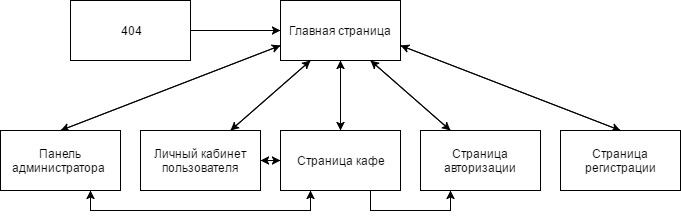 404
Главная страница
Панель
администратора
Личный кабинет
пользователя
Страница кафе
Страница
авторизации
Страница
регистрации